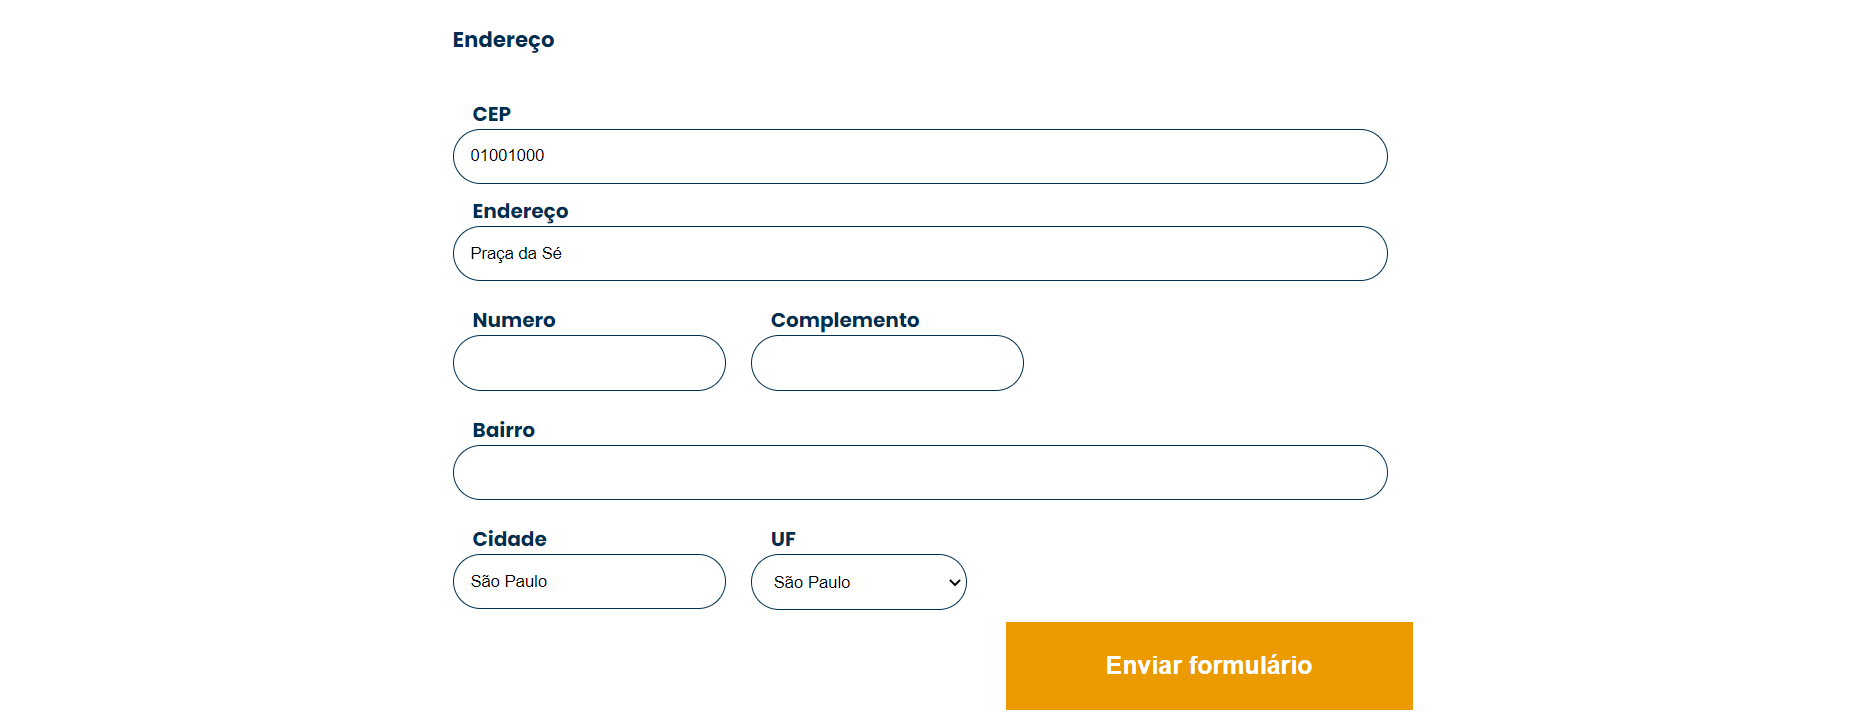 Endereço
CEP
01001000
Endereço
Praça da Sé
Numero Complemento
Bairro
Cidade UF
São Paulo São Paulo
Enviar formulário